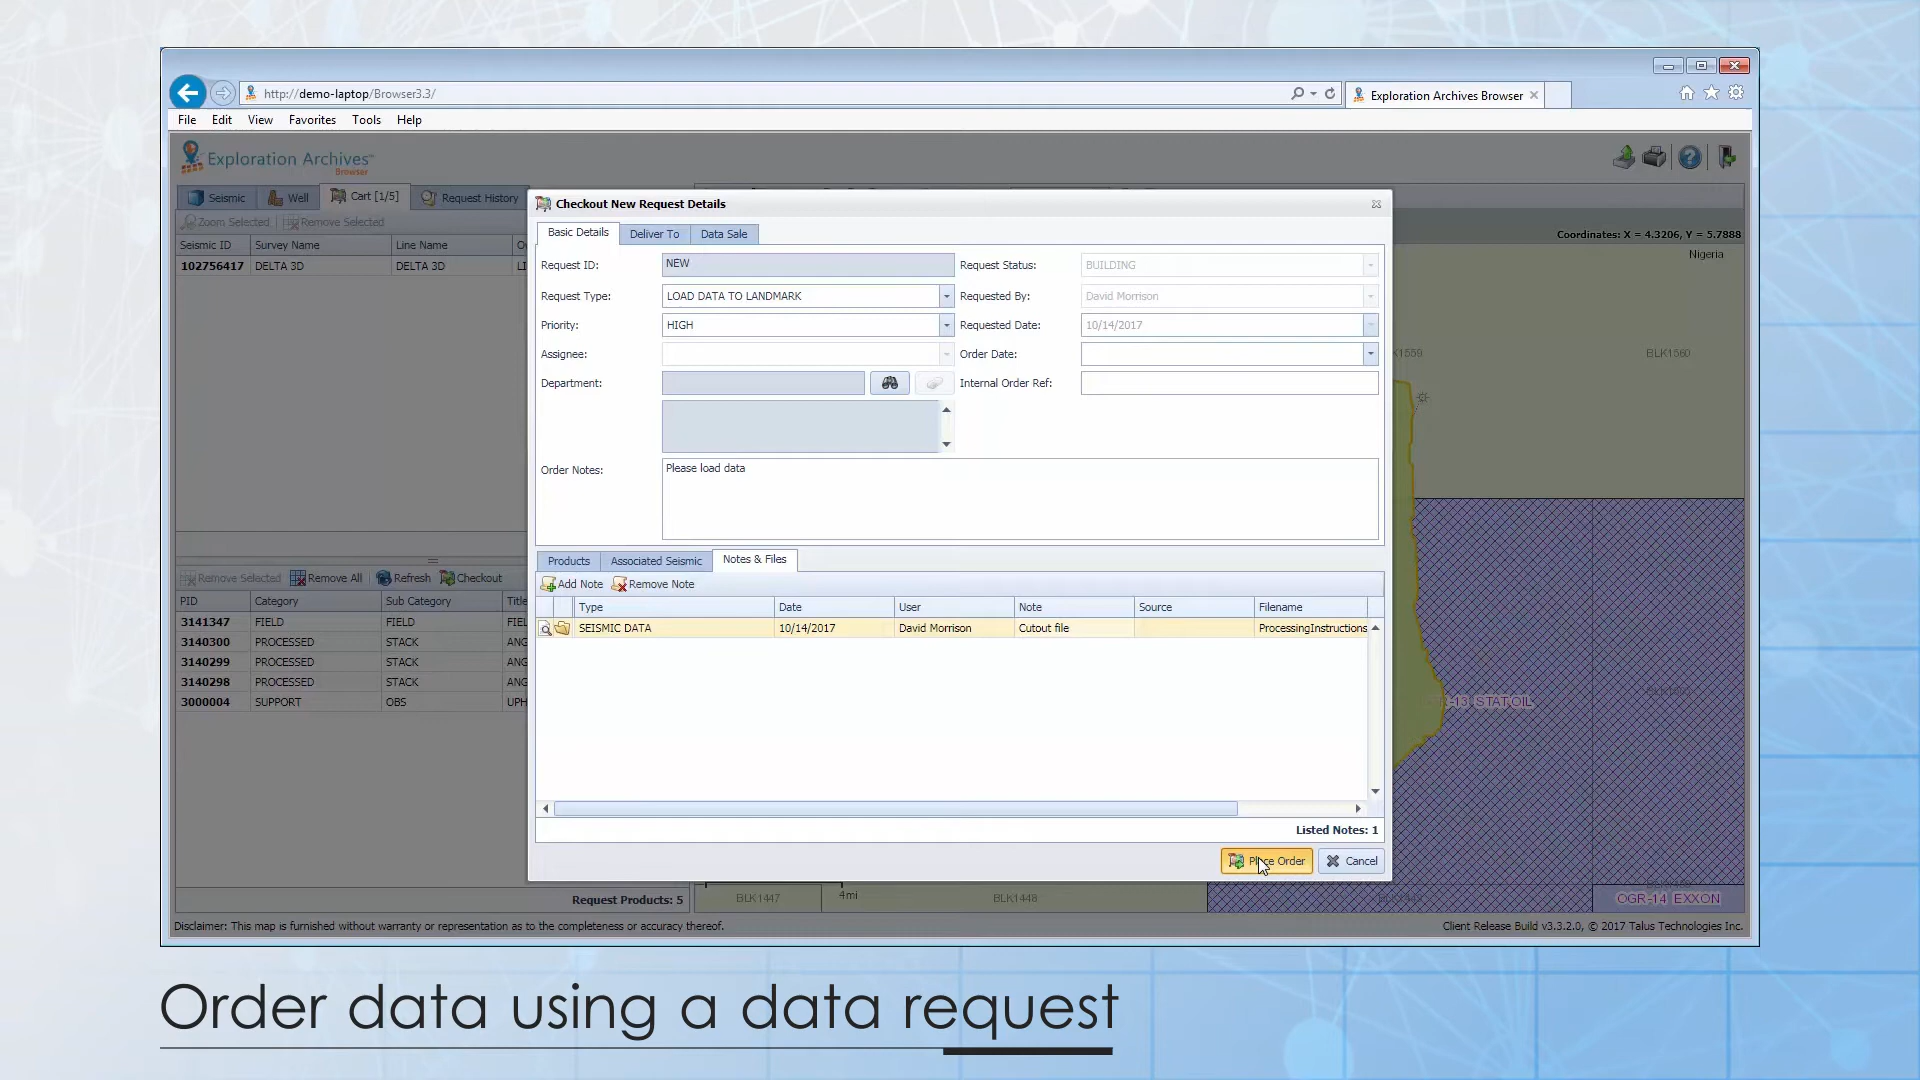 http://demo-laptop/Browser3.3/
Exploration Archives Browser
File Edit View Favorites Tools Help
Exploration Archives
Browser
Seismic Well Cart [1/5] Request History
Zoom Selected Remove Selected
Seismic ID Survey Name Line Name
102756417 DELTA 3D DELTA 3D
Coordinates: X = 4.3206, Y = 5.7888
Nigeria
BLK1560
Checkout New Request Details
Basic Details Deliver To Data Sale
Request ID: NEW Request Status: BUILDING
Request Type: LOAD DATA TO LANDMARK Requested By: David Morrison
Priority: HIGH Requested Date: 10/14/2017
Assignee: Order Date:
Department: Internal Order Ref:
Order Notes: Please load data
Products Associated Seismic Notes & Files
Add Note Remove Note
Type Date User Note Source Filename
SEISMIC DATA 10/14/2017 David Morrison Cutout file ProcessingInstructions
Listed Notes: 1
Place Order Cancel
Remove Selected Remove All Refresh Checkout
PID Category Sub Category
3141347 FIELD FIELD
3140300 PROCESSED STACK
3140299 PROCESSED STACK
3140298 PROCESSED STACK
3000004 SUPPORT OBS
Request Products: 5
STATOIL
BLK1447 4mi BLK1448
OGR-14 EXXON
Disclaimer: This map is furnished without warranty or representation as to the completeness or accuracy thereof.
Client Release Build v3.3.2.0, © 2017 Talus Technologies Inc.
Order data using a data request